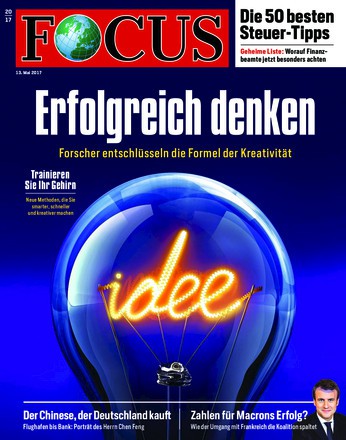 20
17
FOCUS
13. Mai 2017
Die 50 besten
Steuer-Tipps
Geheime Liste: Worauf Finanz-
beamte jetzt besonders achten
Erfolgreich denken
Forscher entschlüsseln die Formel der Kreativität
Trainieren
Sie Ihr Gehirn
Neue Methoden, die Sie
smarter, schneller
und kreativer machen
idee
Der Chinese, der Deutschland kauft
Flughafen bis Bank: Porträt des Herrn Chen Feng
Zahlen für Macrons Erfolg?
Wie der Umgang mit Frankreich die Koalition spaltet